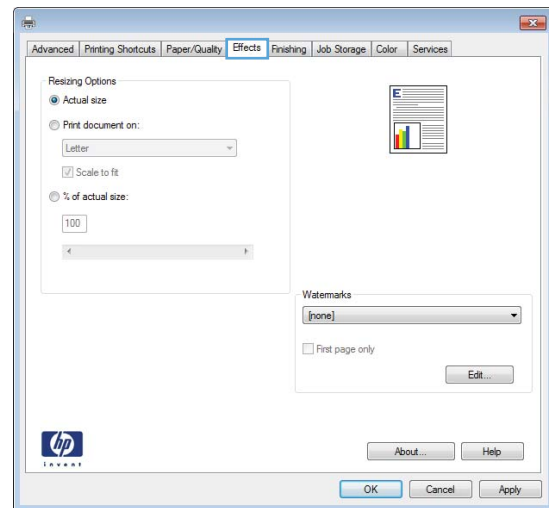 Advanced Printing Shortcuts Paper/Quality Effects Finishing Job Storage Color Services
Resizing Options
Actual size
Print document on:
Letter
Scale to fit
% of actual size:
100
E
Watermarks
[none]
First page only
Edit...
hp
invent
About... Help
OK Cancel Apply